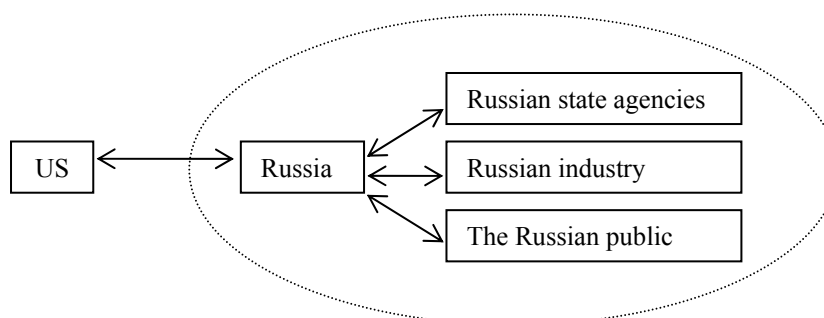 US
Russia
Russian state agencies
Russian industry
The Russian public